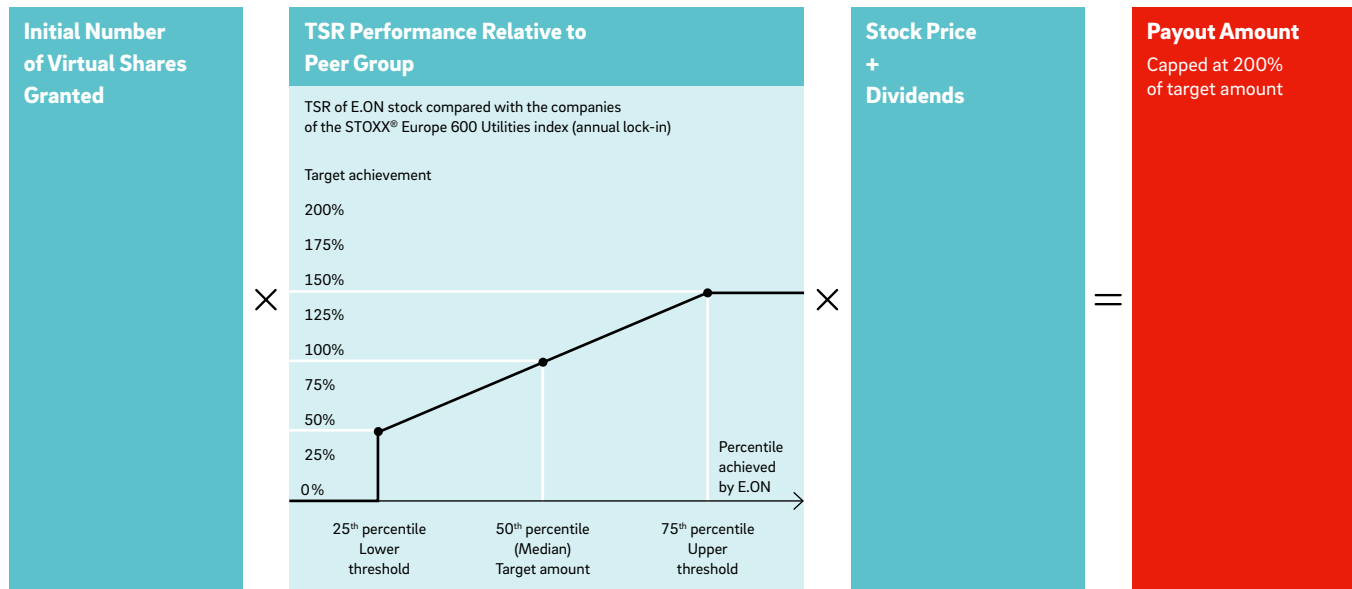 Initial Number
of Virtual Shares
Granted
×
TSR Performance Relative to
Peer Group
TSR of E.ON stock compared with the companies
of the STOXX® Europe 600 Utilities index (annual lock-in)
Target achievement
200%
175%
150%
125%
100%
75%
50%
25%
0%
Percentile
achieved
by E.ON
25th percentile
Lower
threshold
50th percentile
(Median)
Target amount
75th percentile
Upper
threshold
×
Stock Price
+
Dividends
=
Payout Amount
Capped at 200%
of target amount